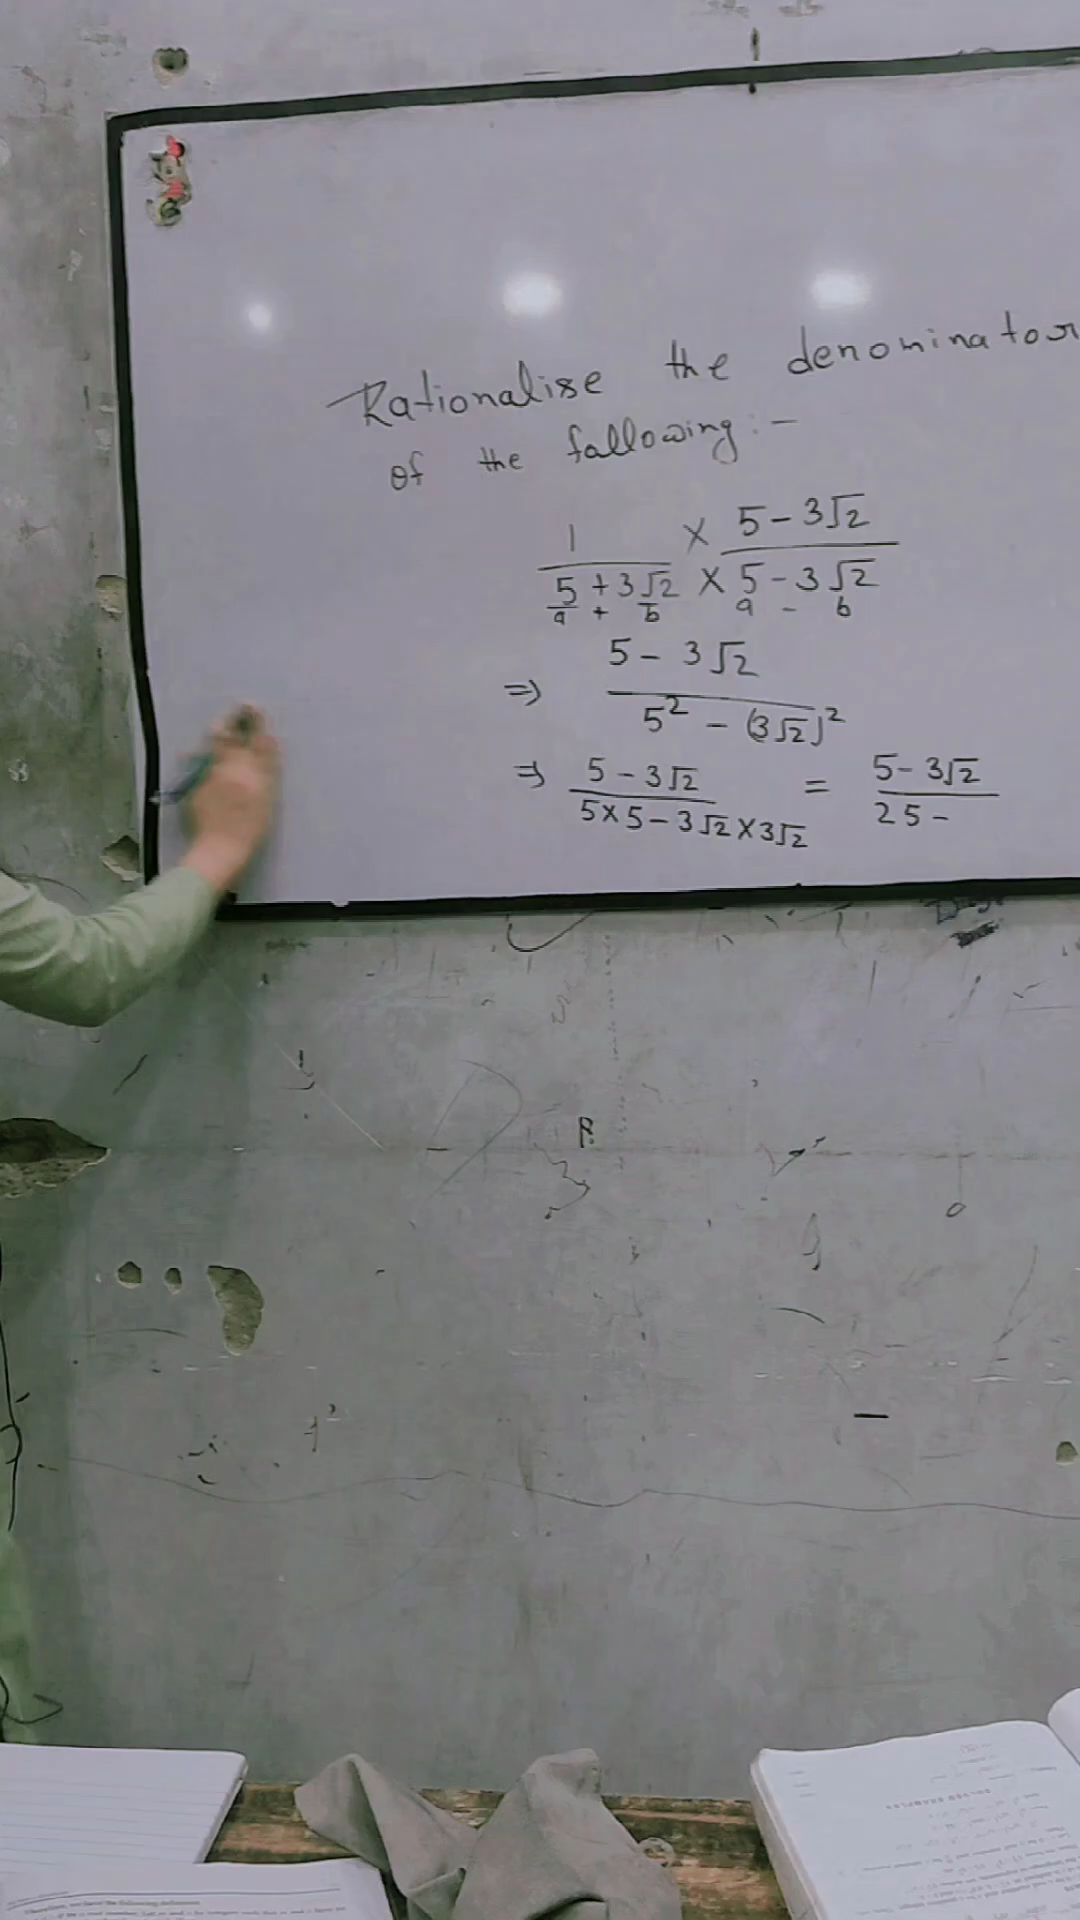 Rationalise the denominator
of the following:-
1 × 5 - 3√2
5 + 3√2 × 5 - 3√2
a + b a - b
5 - 3√2
⇒
5² - (3√2)²
⇒ 5 - 3√2 = 5 - 3√2
5×5 - 3√2×3√2 25 -